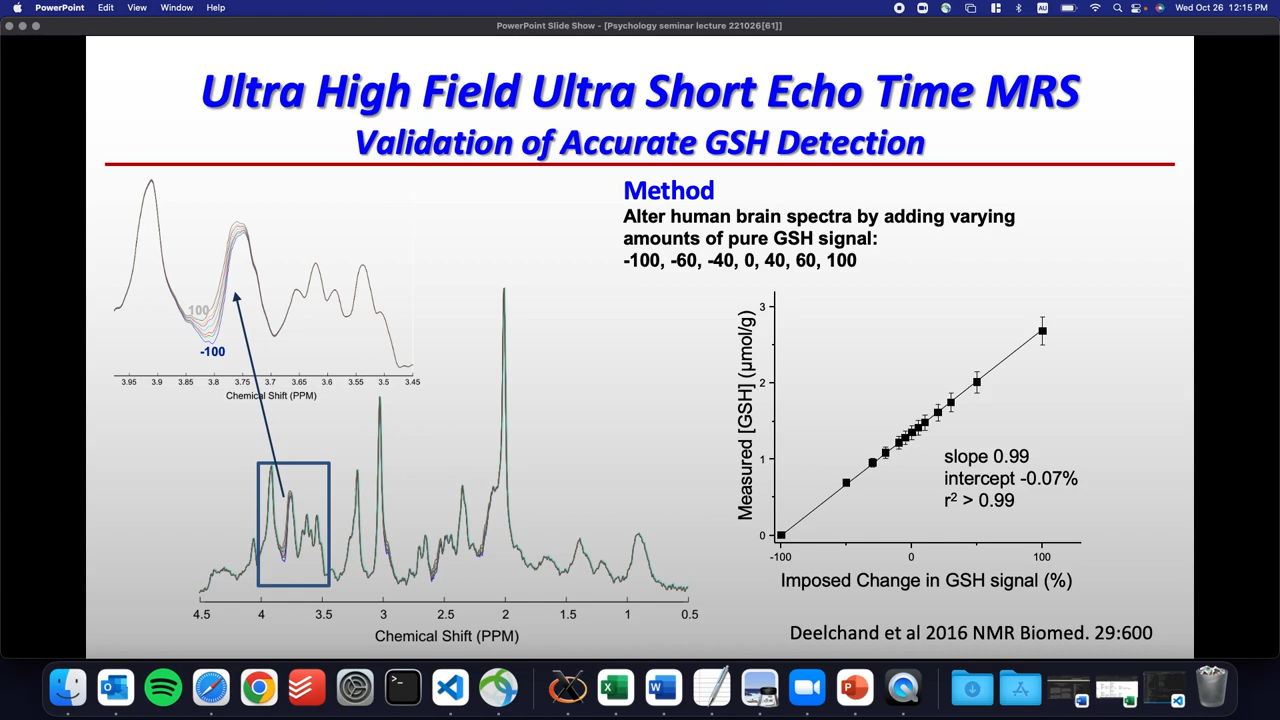 PowerPoint Edit View Window Help
Wed Oct 26 12:15 PM
PowerPoint Slide Show - [Psychology seminar lecture 221026[61]]
Ultra High Field Ultra Short Echo Time MRS
Validation of Accurate GSH Detection
Method
Alter human brain spectra by adding varying
amounts of pure GSH signal:
-100, -60, -40, 0, 40, 60, 100
100
-100
3.95 3.9 3.85 3.8 3.75 3.7 3.65 3.6 3.55 3.5 3.45
Chemical Shift (PPM)
4.5 4 3.5 3 2.5 2 1.5 1 0.5
Chemical Shift (PPM)
Measured [GSH] (µmol/g)
3
2
1
0
slope 0.99
intercept -0.07%
r² > 0.99
-100 0 100
Imposed Change in GSH signal (%)
Deelchand et al 2016 NMR Biomed. 29:600